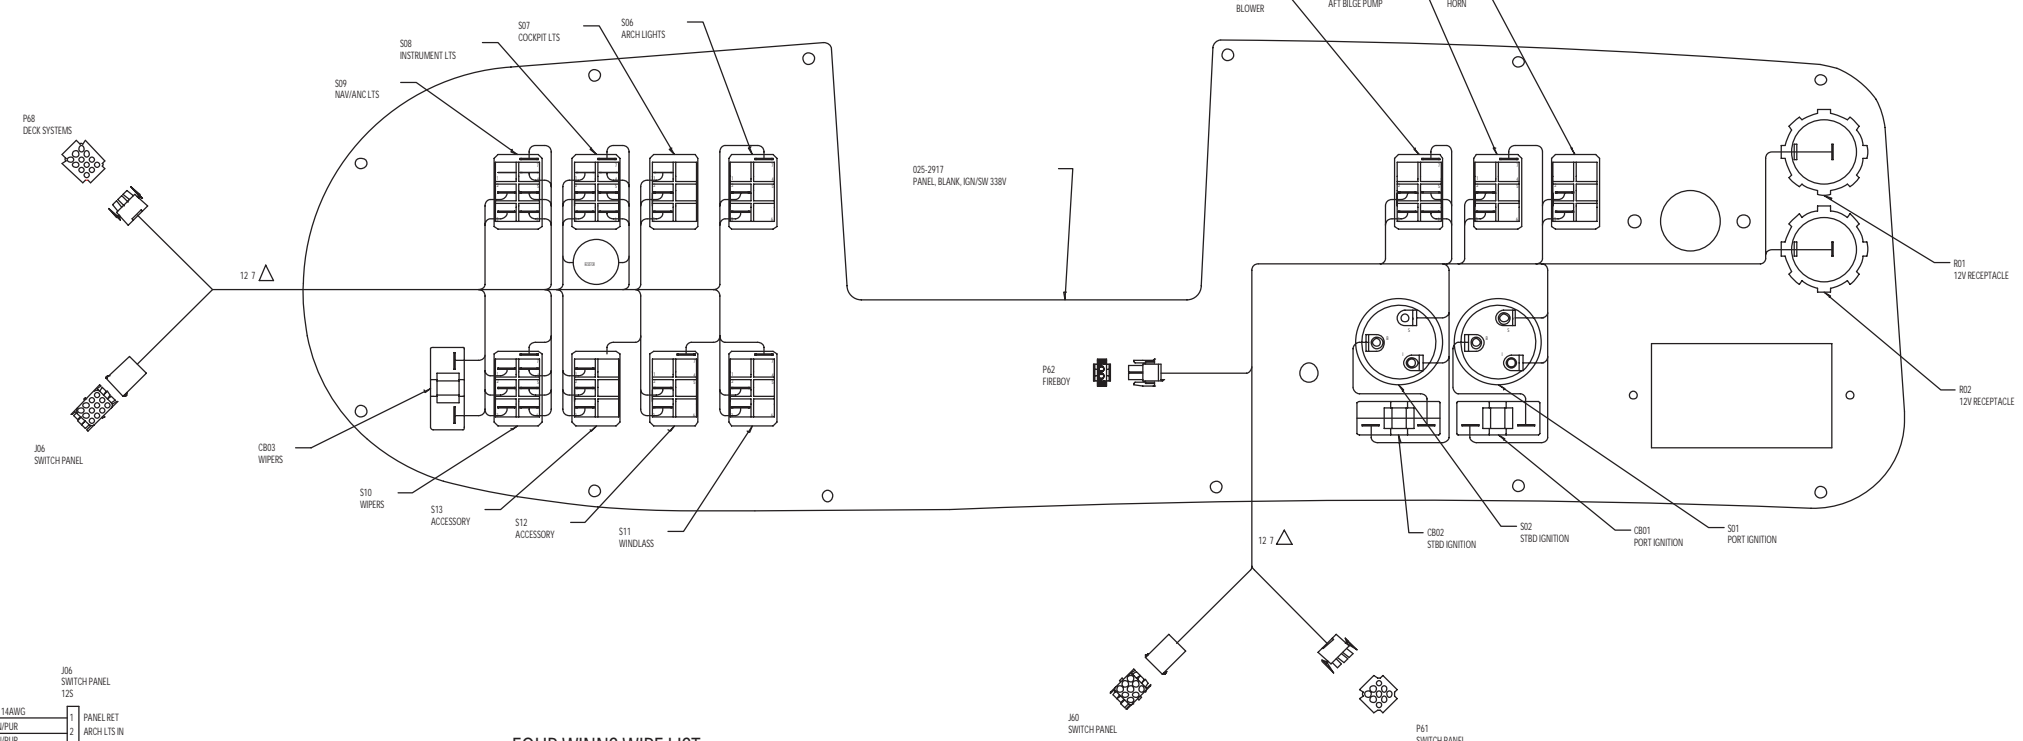 BLOWER
AFT BILGE PUMP
HORN
S07
COCKPIT LTS
S06
ARCH LIGHTS
S08
INSTRUMENT LTS
S09
NAV/ANC LTS
P68
DECK SYSTEMS
025-2917
PANEL, BLANK, IGN/SW 338V
12 7
R01
12V RECEPTACLE
P62
FIREBOY
R02
12V RECEPTACLE
J06
SWITCH PANEL
CB03
WIPERS
S10
WIPERS
S13
ACCESSORY
S12
ACCESSORY
S11
WINDLASS
CB02
STBD IGNITION
S02
STBD IGNITION
CB01
PORT IGNITION
S01
PORT IGNITION
12 7
J06
SWITCH PANEL
12S
14AWG
1 PANEL RET
2 ARCH LTS IN
J60
SWITCH PANEL
P61
SWITCH PANEL